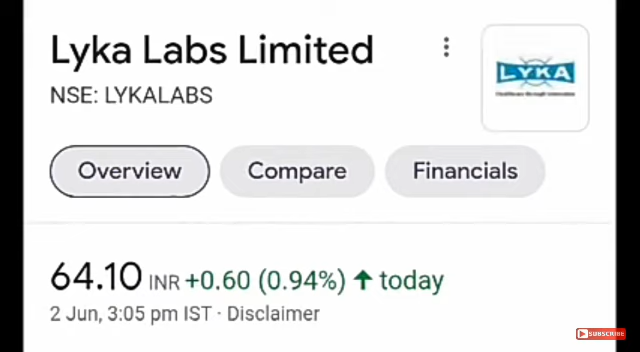 Lyka Labs Limited
NSE: LYKALABS
LYKA
Overview Compare Financials
64.10 INR +0.60 (0.94%) ↑ today
2 Jun, 3:05 pm IST · Disclaimer
SUBSCRIBE